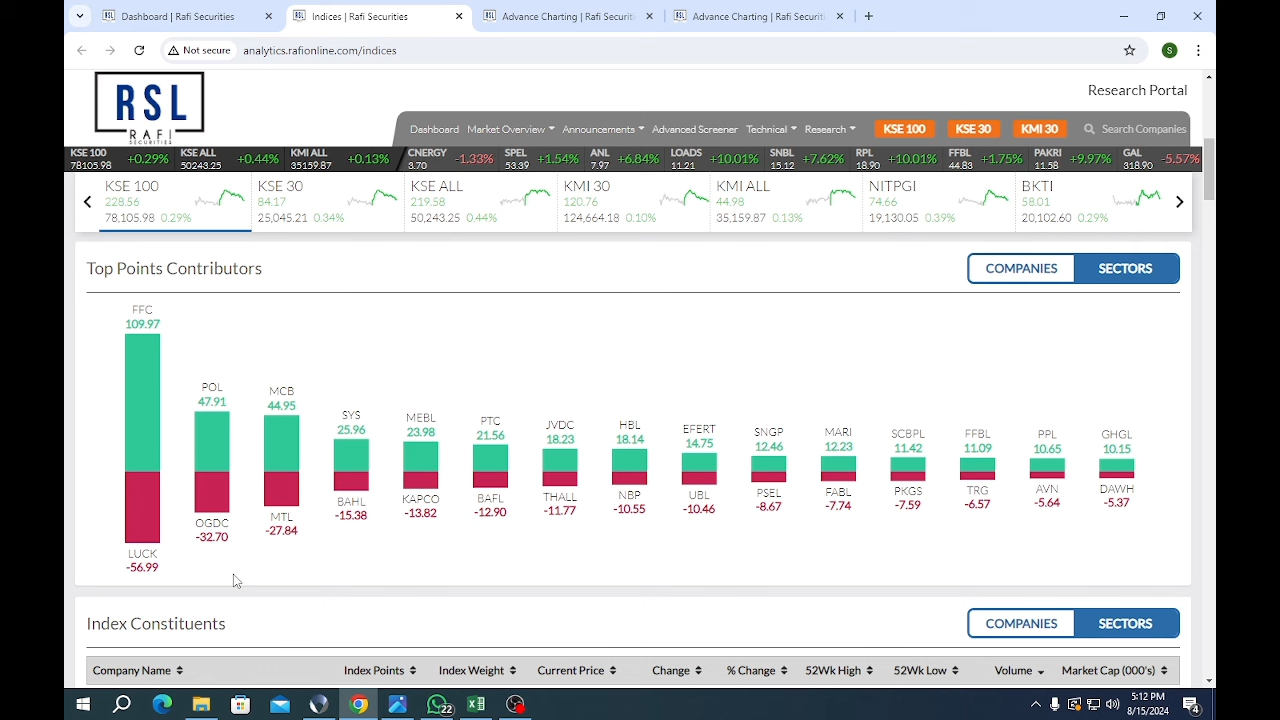 Dashboard | Rafi Securities
Indices | Rafi Securities
Advance Charting | Rafi Securiti
Advance Charting | Rafi Securiti
Not secure analytics.rafionline.com/indices S
RSL
RAFI
SECURITIES
Research Portal
Dashboard Market Overview Announcements Advanced Screener Technical Research KSE 100 KSE 30 KMI 30 Search Companies
KSE 100 78105.98 +0.29% KSE ALL 50243.25 +0.44% KMI ALL 35159.87 +0.13% CNERGY 3.70 -1.33% SPEL 53.39 +1.54% ANL 7.97 +6.84% LOADS 11.21 +10.01% SNBL 15.12 +7.62% RPL 18.90 +10.01% FFBL 44.83 +1.75% PAKRI 11.58 +9.97% GAL 318.90 -5.57%
KSE 100 KSE 30 KSE ALL KMI 30 KMI ALL NITPGI BKTI
228.56 84.17 219.58 120.76 44.98 74.66 58.01
78,105.98 0.29% 25,045.21 0.34% 50,243.25 0.44% 124,664.18 0.10% 35,159.87 0.13% 19,130.05 0.39% 20,102.60 0.29%
Top Points Contributors COMPANIES SECTORS
FFC
109.97
POL
47.91
MCB
44.95
SYS
25.96
MEBL
23.98
PTC
21.56
JVDC
18.23
HBL
18.14
EFERT
14.75
SNGP
12.46
MARI
12.23
SCBPL
11.42
FFBL
11.09
PPL
10.65
GHGL
10.15
LUCK
-56.99
OGDC
-32.70
MTL
-27.84
BAHL
-15.38
KAPCO
-13.82
BAFL
-12.90
THALL
-11.77
NBP
-10.55
UBL
-10.46
PSEL
-8.67
FABL
-7.74
PKGS
-7.59
TRG
-6.57
AVN
-5.64
DAWH
-5.37
Index Constituents COMPANIES SECTORS
Company Name Index Points Index Weight Current Price Change % Change 52Wk High 52Wk Low Volume Market Cap (000's)
22
5:12 PM
8/15/2024